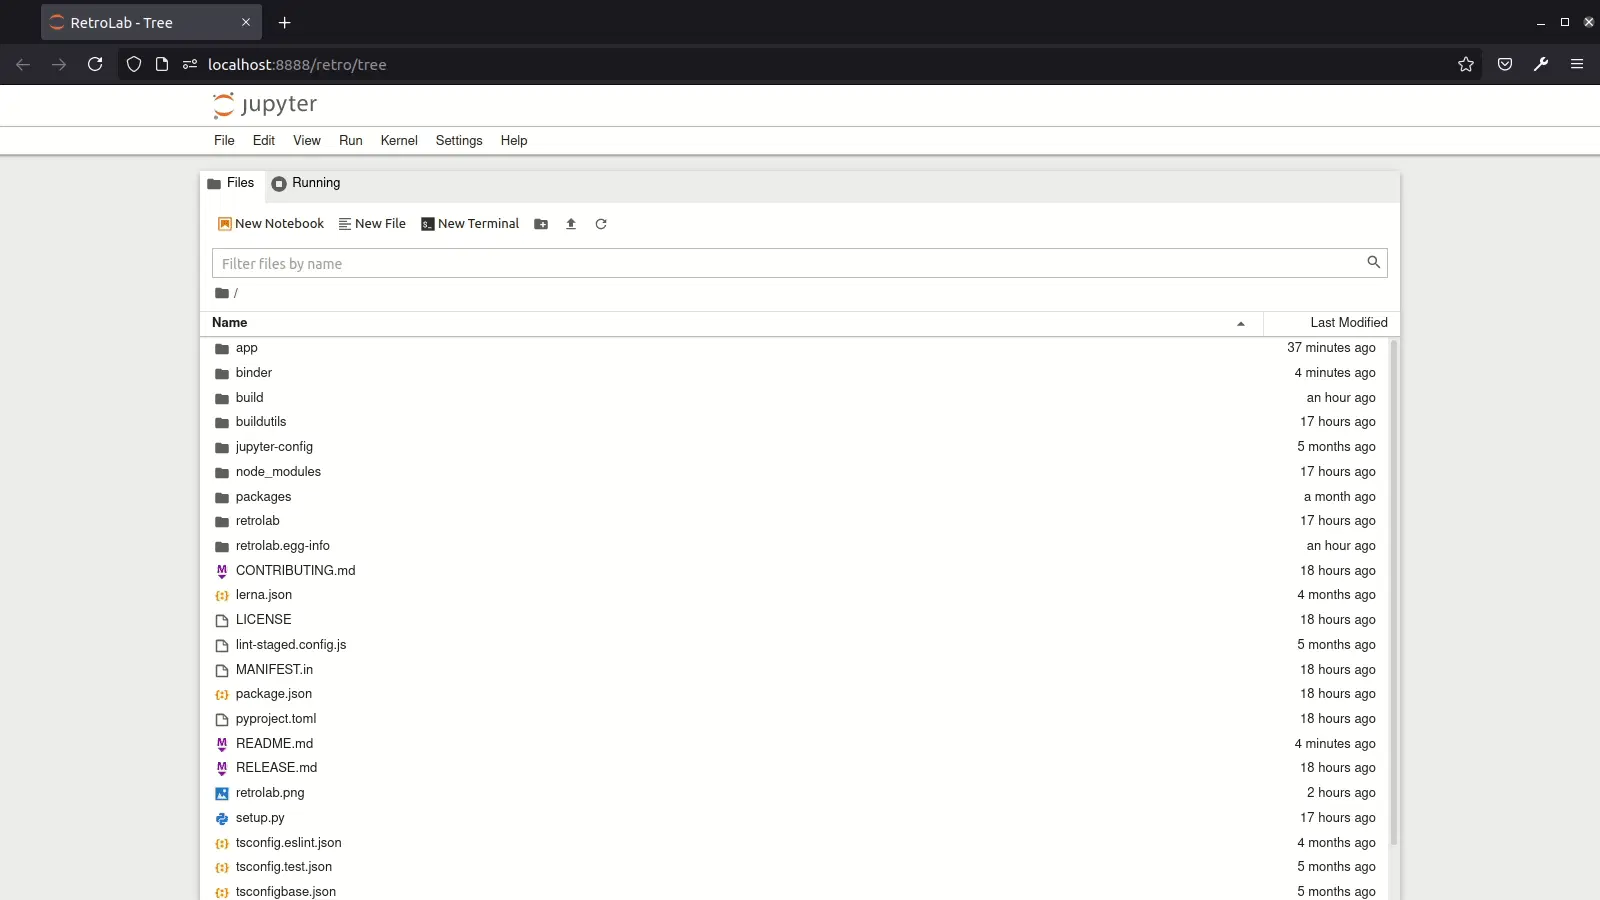 RetroLab - Tree
localhost:8888/retro/tree
jupyter
File Edit View Run Kernel Settings Help
Files Running
New Notebook New File New Terminal
Filter files by name
/
Name Last Modified
app 37 minutes ago
binder 4 minutes ago
build an hour ago
buildutils 17 hours ago
jupyter-config 5 months ago
node_modules 17 hours ago
packages a month ago
retrolab 17 hours ago
retrolab.egg-info an hour ago
CONTRIBUTING.md 18 hours ago
lerna.json 4 months ago
LICENSE 18 hours ago
lint-staged.config.js 5 months ago
MANIFEST.in 18 hours ago
package.json 18 hours ago
pyproject.toml 18 hours ago
README.md 4 minutes ago
RELEASE.md 18 hours ago
retrolab.png 2 hours ago
setup.py 17 hours ago
tsconfig.eslint.json 4 months ago
tsconfig.test.json 5 months ago
tsconfigbase.json 5 months ago